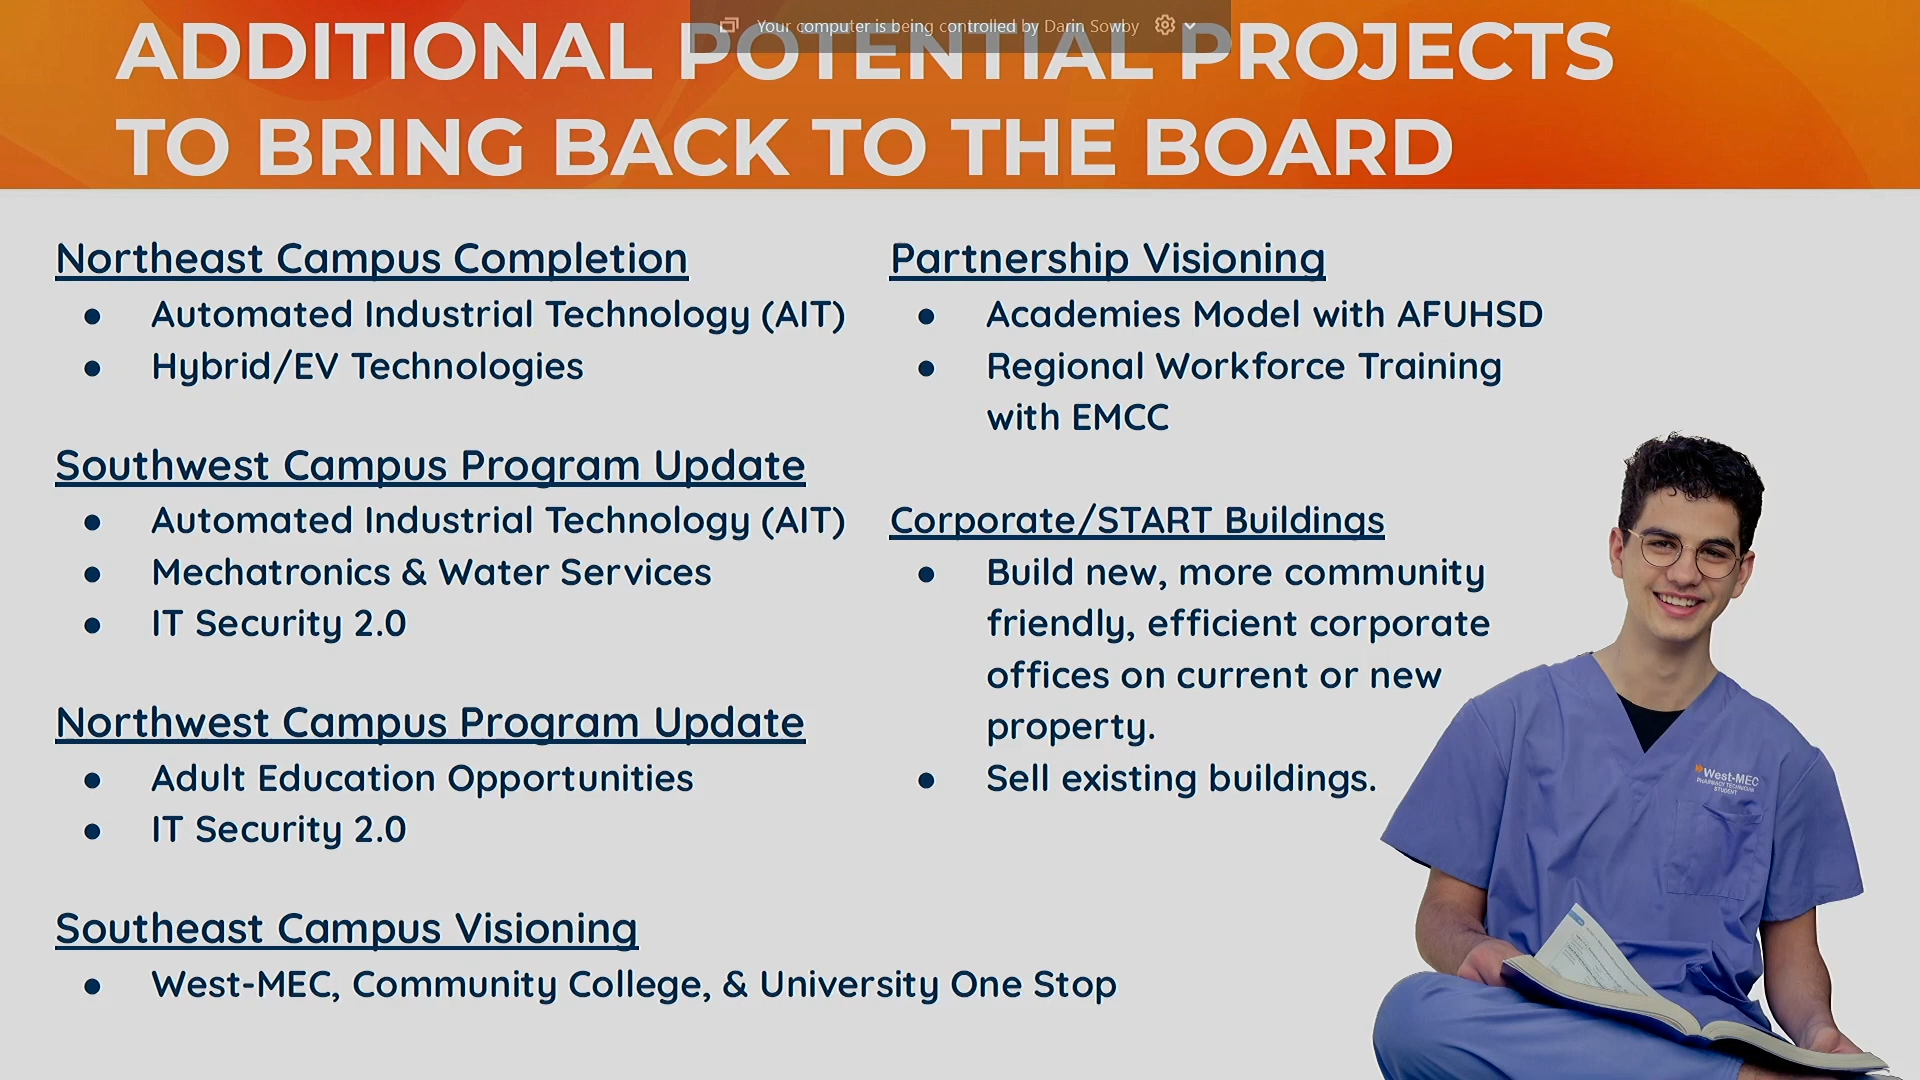 Your computer is being controlled by Darin Sowby
ADDITIONAL POTENTIAL PROJECTS
TO BRING BACK TO THE BOARD
Northeast Campus Completion
● Automated Industrial Technology (AIT)
● Hybrid/EV Technologies
Southwest Campus Program Update
● Automated Industrial Technology (AIT)
● Mechatronics & Water Services
● IT Security 2.0
Northwest Campus Program Update
● Adult Education Opportunities
● IT Security 2.0
Southeast Campus Visioning
● West-MEC, Community College, & University One Stop
Partnership Visioning
● Academies Model with AFUHSD
● Regional Workforce Training
with EMCC
Corporate/START Buildings
● Build new, more community
friendly, efficient corporate
offices on current or new
property.
● Sell existing buildings.
West-MEC
PHARMACY TECHNICIAN
STUDENT